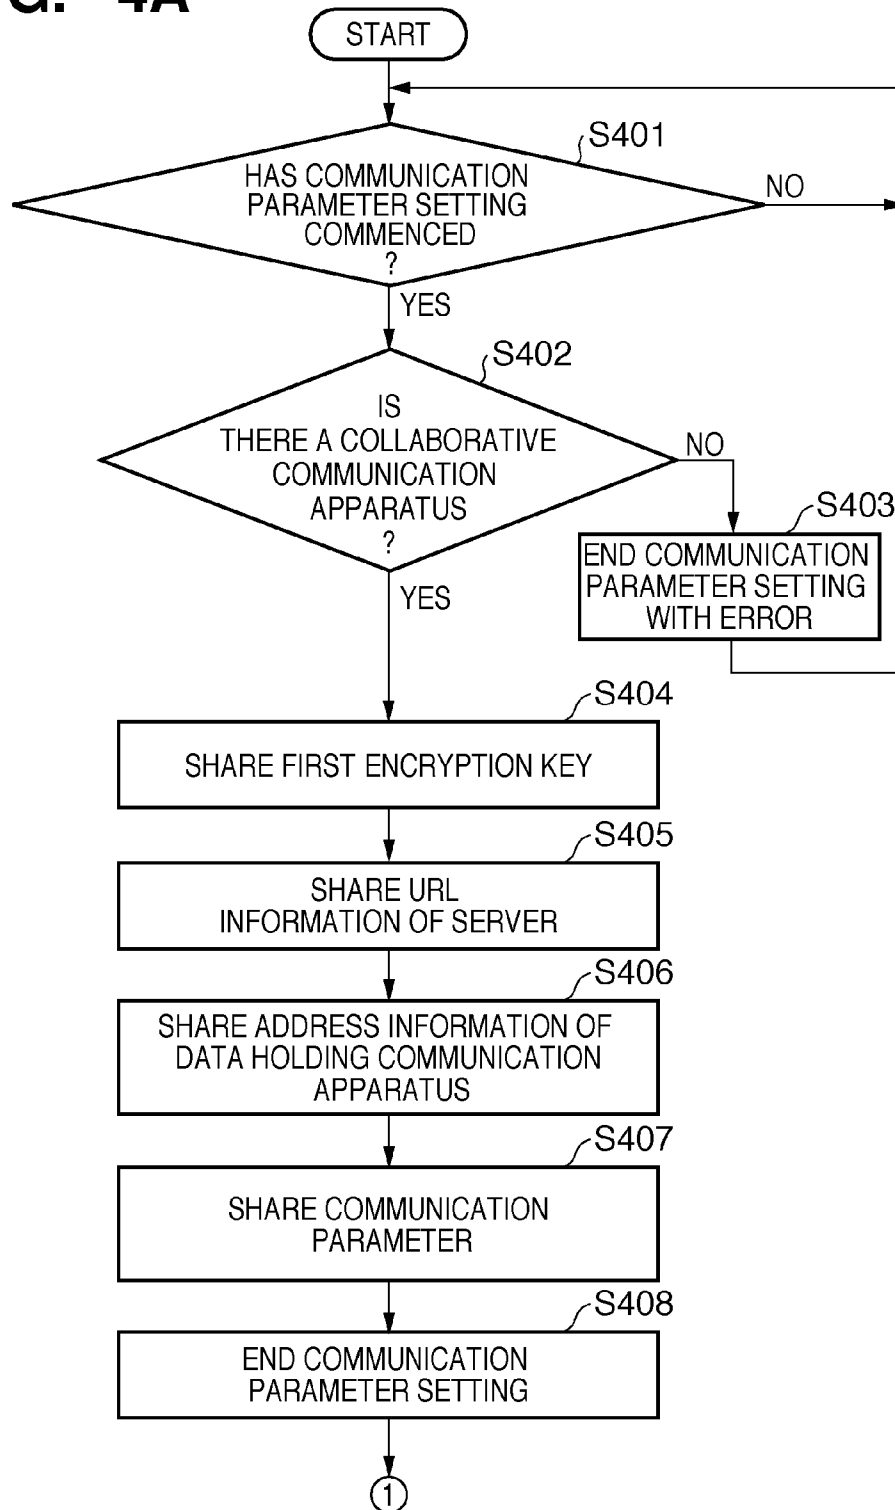 G. 4A
START
S401
HAS COMMUNICATION
PARAMETER SETTING
COMMENCED
?
NO
YES
S402
IS
THERE A COLLABORATIVE
COMMUNICATION
APPARATUS
?
NO
YES
S403
END COMMUNICATION
PARAMETER SETTING
WITH ERROR
S404
SHARE FIRST ENCRYPTION KEY
S405
SHARE URL
INFORMATION OF SERVER
S406
SHARE ADDRESS INFORMATION OF
DATA HOLDING COMMUNICATION
APPARATUS
S407
SHARE COMMUNICATION
PARAMETER
S408
END COMMUNICATION
PARAMETER SETTING
1